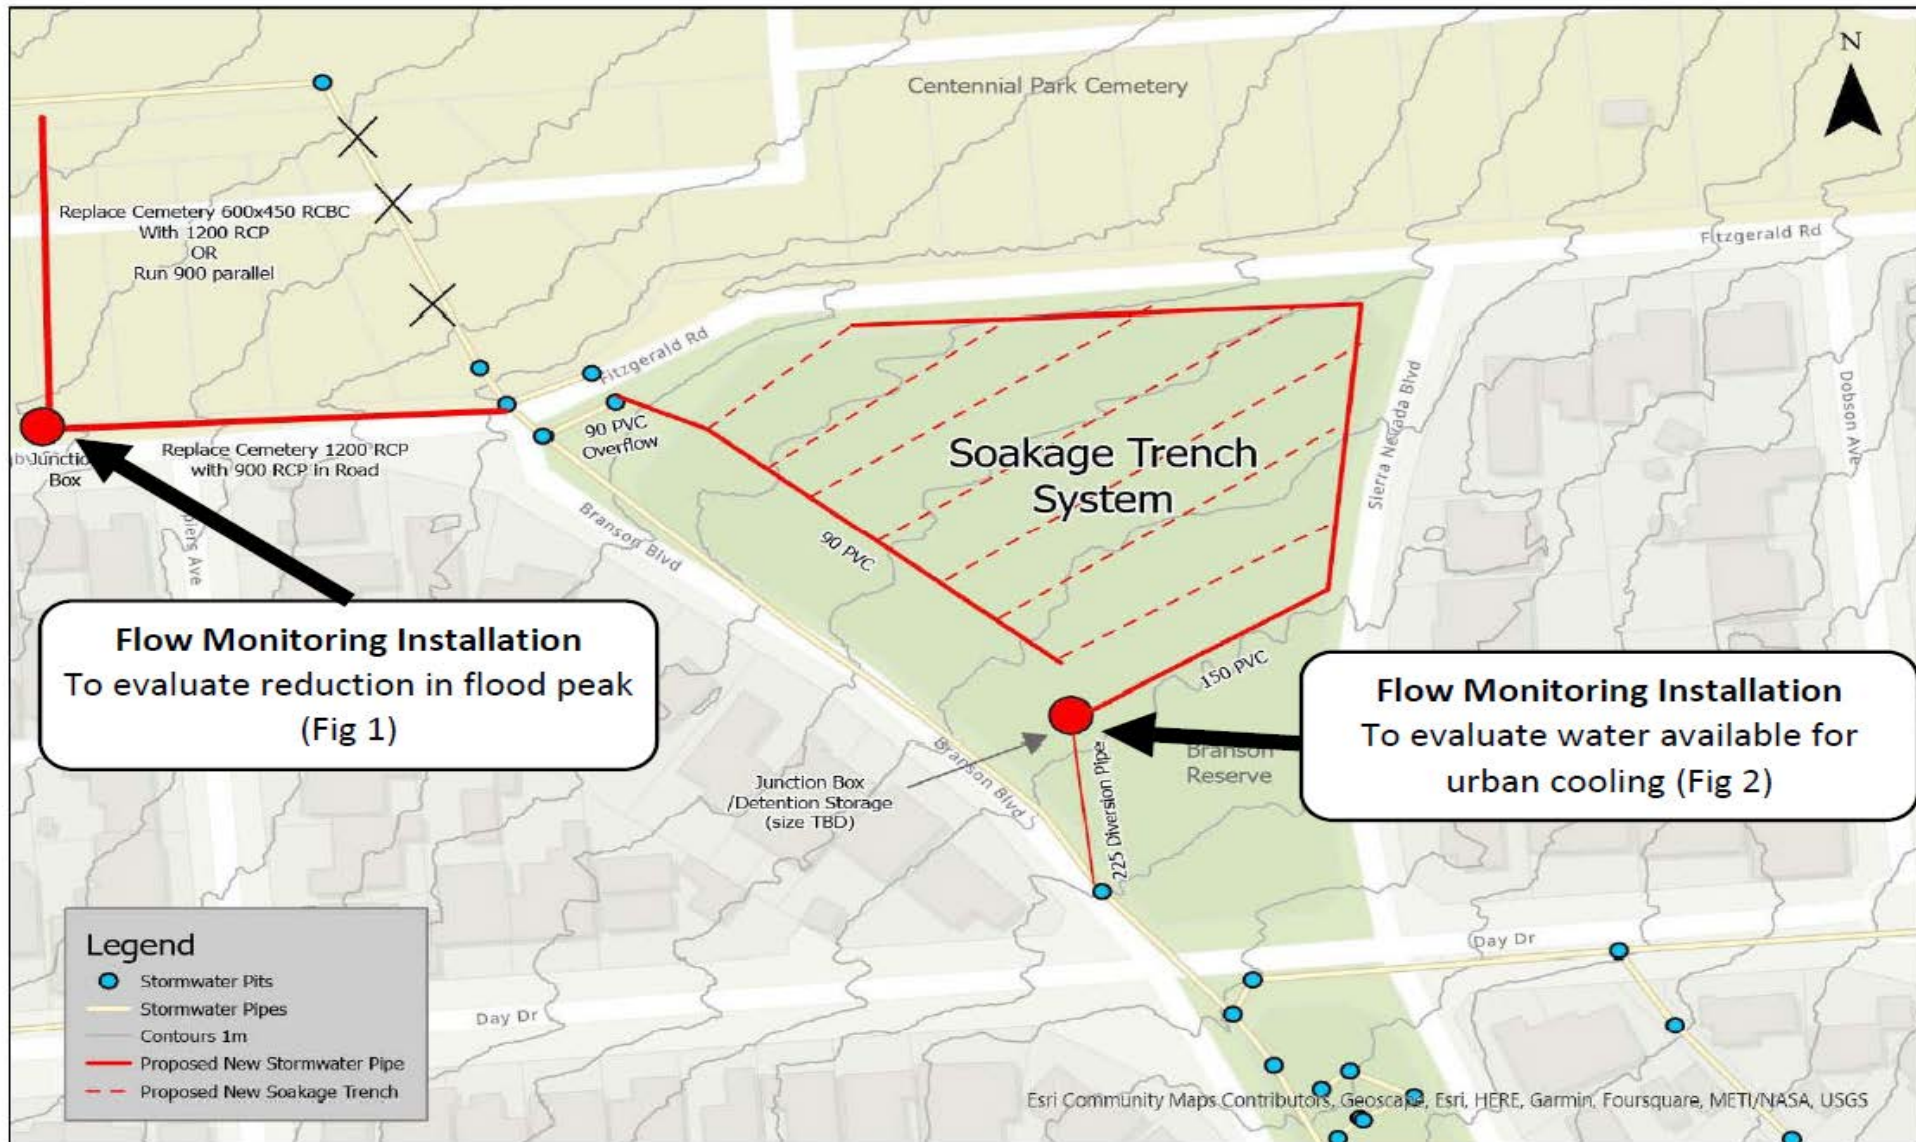 N
Centennial Park Cemetery
Replace Cemetery 600x450 RCBC
With 1200 RCP
OR
Run 900 parallel
Fitzgerald Rd
Fitzgerald Rd
Sierra Nevada Blvd
Dobson Ave
Soakage Trench
System
90 PVC
Overflow
Replace Cemetery 1200 RCP
with 900 RCP in Road
Junctio
Box
piers Ave
Branson Blvd
90 PVC
150 PVC
Flow Monitoring Installation
To evaluate reduction in flood peak
(Fig 1)
Flow Monitoring Installation
To evaluate water available for
urban cooling (Fig 2)
Branson
Reserve
Branson Blvd
Junction Box
/Detention Storage
(size TBD)
225 Diversion Pipe
Day Dr
Day Dr
Legend
Stormwater Pits
Stormwater Pipes
Contours 1m
Proposed New Stormwater Pipe
Proposed New Soakage Trench
Esri Community Maps Contributors, Geoscape, Esri, HERE, Garmin, Foursquare, METI/NASA, USGS